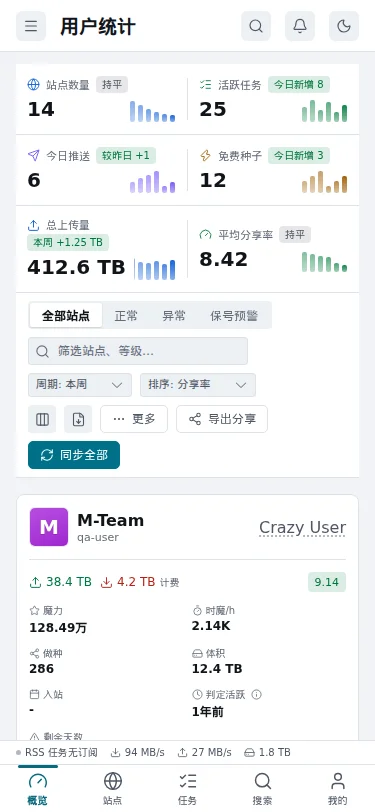 用户统计
站点数量 持平
14
活跃任务 今日新增 8
25
今日推送 较昨日 +1
6
免费种子 今日新增 3
12
总上传量
本周 +1.25 TB
412.6 TB
平均分享率 持平
8.42
全部站点 正常 异常 保号预警
筛选站点、等级...
周期: 本周 排序: 分享率
更多 导出分享
同步全部
M
M-Team
qa-user
Crazy User
38.4 TB 4.2 TB 计费 9.14
魔力
128.49万
时魔/h
2.14K
做种
286
体积
12.4 TB
入站
-
判定活跃
1年前
剩余天数
RSS 任务无订阅 94 MB/s 27 MB/s 1.8 TB
概览 站点 任务 搜索 我的